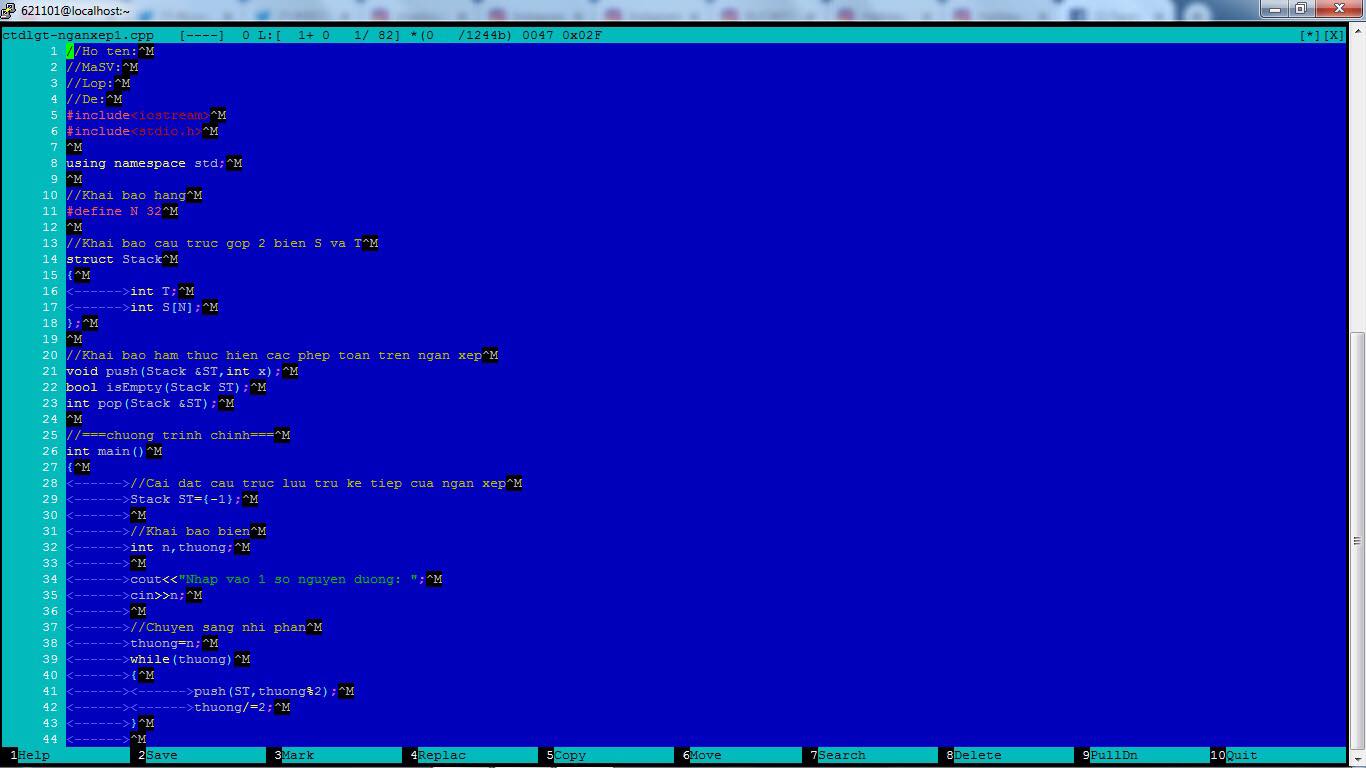 621101@localhost:~
ctdlgt-nganxep1.cpp [----] 0 L:[ 1+ 0 1/ 82] *(0 /1244b) 0047 0x02F [*][X]
1 //Ho ten:^M
2 //MaSV:^M
3 //Lop:^M
4 //De:^M
5 #include<iostream>^M
6 #include<stdio.h>^M
7 ^M
8 using namespace std;^M
9 ^M
10 //Khai bao hang^M
11 #define N 32^M
12 ^M
13 //Khai bao cau truc gop 2 bien S va T^M
14 struct Stack^M
15 {^M
16 <------>int T;^M
17 <------>int S[N];^M
18 };^M
19 ^M
20 //Khai bao ham thuc hien cac phep toan tren ngan xep^M
21 void push(Stack &ST,int x);^M
22 bool isEmpty(Stack ST);^M
23 int pop(Stack &ST);^M
24 ^M
25 //===chuong trinh chinh===^M
26 int main()^M
27 {^M
28 <------>//Cai dat cau truc luu tru ke tiep cua ngan xep^M
29 <------>Stack ST={-1};^M
30 <------>^M
31 <------>//Khai bao bien^M
32 <------>int n,thuong;^M
33 <------>^M
34 <------>cout<<"Nhap vao 1 so nguyen duong: ";^M
35 <------>cin>>n;^M
36 <------>^M
37 <------>//Chuyen sang nhi phan^M
38 <------>thuong=n;^M
39 <------>while(thuong)^M
40 <------>{^M
41 <------><------>push(ST,thuong%2);^M
42 <------><------>thuong/=2;^M
43 <------>}^M
44 <------>^M
1Help 2Save 3Mark 4Replac 5Copy 6Move 7Search 8Delete 9PullDn 10Quit